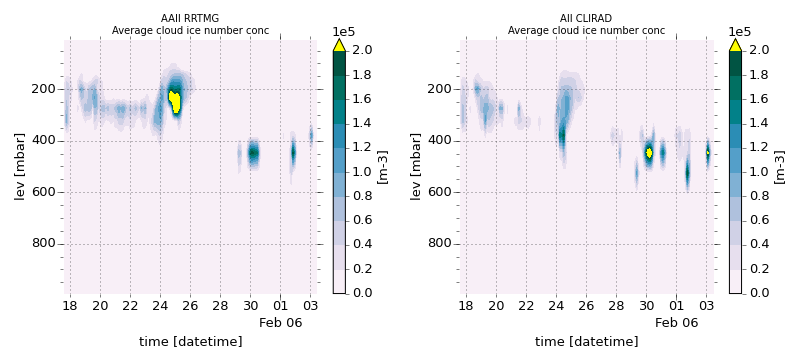 AAII RRTMG
Average cloud ice number conc
1e5
2.0
1.8
1.6
1.4
1.2
1.0
0.8
0.6
0.4
0.2
0.0
[m-3]
lev [mbar]
200
400
600
800
18 20 22 24 26 28 30 01 03
Feb 06
time [datetime]
AII CLIRAD
Average cloud ice number conc
1e5
2.0
1.8
1.6
1.4
1.2
1.0
0.8
0.6
0.4
0.2
0.0
[m-3]
lev [mbar]
200
400
600
800
18 20 22 24 26 28 30 01 03
Feb 06
time [datetime]